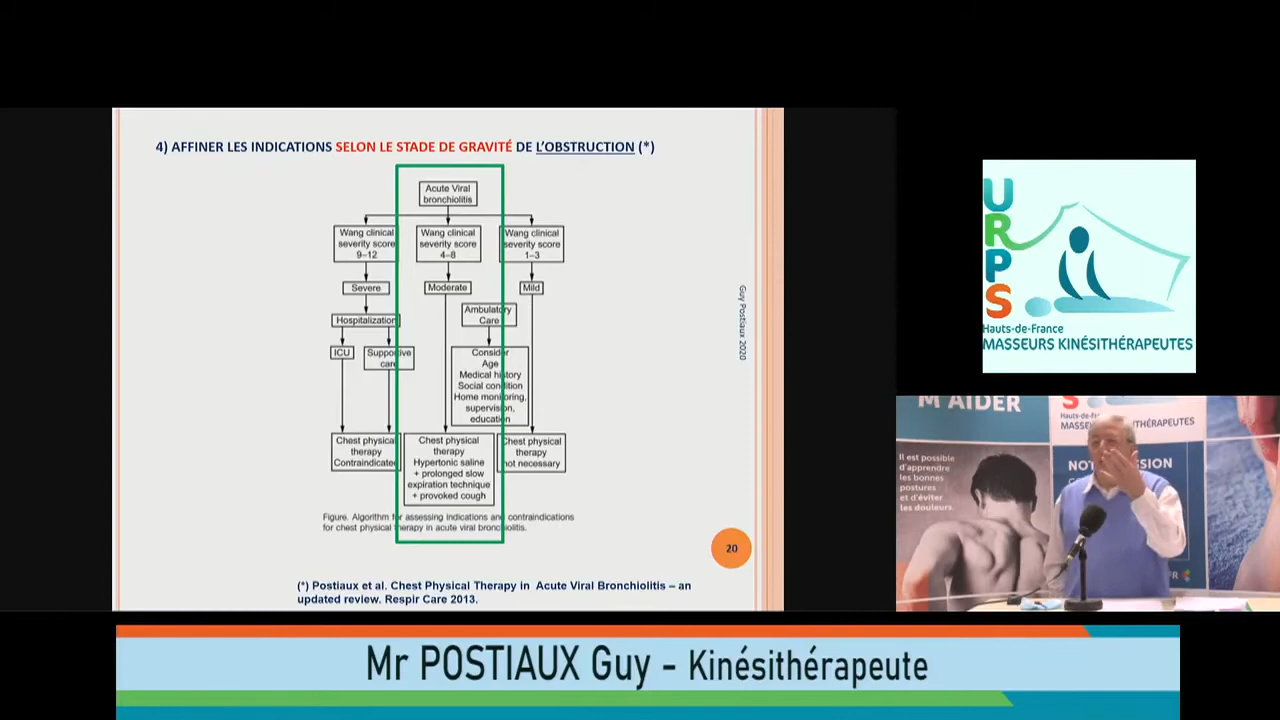 4) AFFINER LES INDICATIONS SELON LE STADE DE GRAVITÉ DE L'OBSTRUCTION (*)
Acute Viral
bronchiolitis
Wang clinical
severity score
9–12
Wang clinical
severity score
4–8
Wang clinical
severity score
1–3
Severe
Moderate
Mild
Hospitalization
Ambulatory
Care
ICU
Supportive
care
Consider
Age
Medical history
Social condition
Home monitoring,
supervision,
education
Chest physical
therapy
Contraindicated
Chest physical
therapy
Hypertonic saline
+ prolonged slow
expiration technique
+ provoked cough
Chest physical
therapy
not necessary
Figure. Algorithm for assessing indications and contraindications
for chest physical therapy in acute viral bronchiolitis.
Guy Postiaux 2020
20
(*) Postiaux et al. Chest Physical Therapy in Acute Viral Bronchiolitis – an
updated review. Respir Care 2013.
URPS
Hauts-de-France
MASSEURS KINÉSITHÉRAPEUTES
M'AIDER
Il est possible
d'apprendre
les bonnes
postures
et d'éviter
les douleurs.
S
Hauts-de-
Mr POSTIAUX Guy – Kinésithérapeute